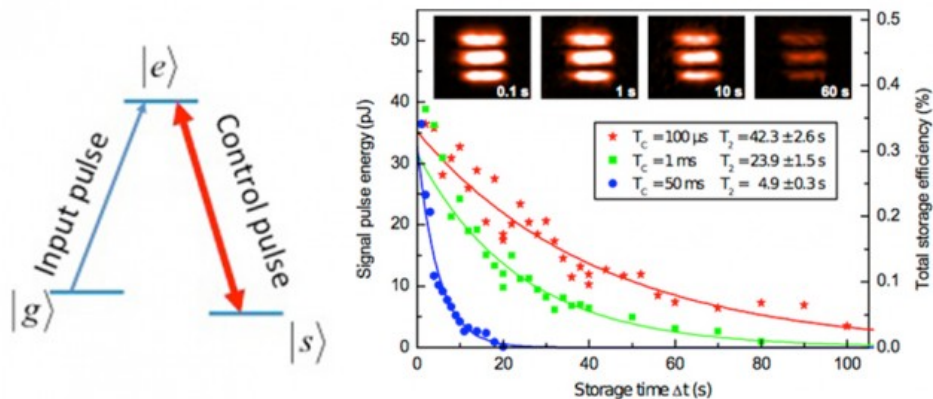 |e⟩
Input pulse
Control pulse
|g⟩
|s⟩
Signal pulse energy (pJ)
50
40
30
20
10
0
0.1 s
1 s
10 s
60 s
T_C = 100 μs T_2 = 42.3 ±2.6 s
T_C = 1 ms T_2 = 23.9 ±1.5 s
T_C = 50 ms T_2 = 4.9 ±0.3 s
0.5
0.4
0.3
0.2
0.1
0.0
Total storage efficiency (%)
0 20 40 60 80 100
Storage time Δt (s)